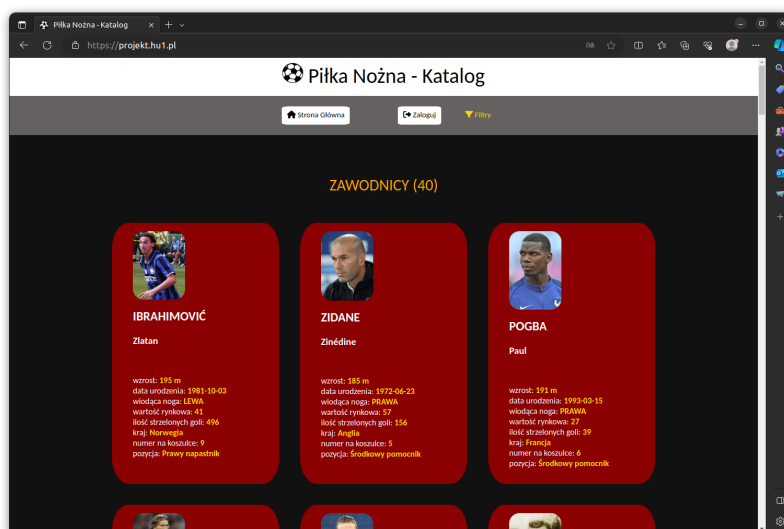 Piłka Nożna - Katalog
https://projekt.hu1.pl
Piłka Nożna - Katalog
Strona Główna
Zaloguj
Filtry
ZAWODNICY (40)
IBRAHIMOVIĆ
Zlatan
wzrost: 195 m
data urodzenia: 1981-10-03
wiodąca noga: LEWA
wartość rynkowa: 41
ilość strzelonych goli: 496
kraj: Norwegia
numer na koszulce: 9
pozycja: Prawy napastnik
ZIDANE
Zinédine
wzrost: 185 m
data urodzenia: 1972-06-23
wiodąca noga: PRAWA
wartość rynkowa: 57
ilość strzelonych goli: 156
kraj: Anglia
numer na koszulce: 5
pozycja: Środkowy pomocnik
POGBA
Paul
wzrost: 191 m
data urodzenia: 1993-03-15
wiodąca noga: PRAWA
wartość rynkowa: 27
ilość strzelonych goli: 39
kraj: Francja
numer na koszulce: 6
pozycja: Środkowy pomocnik